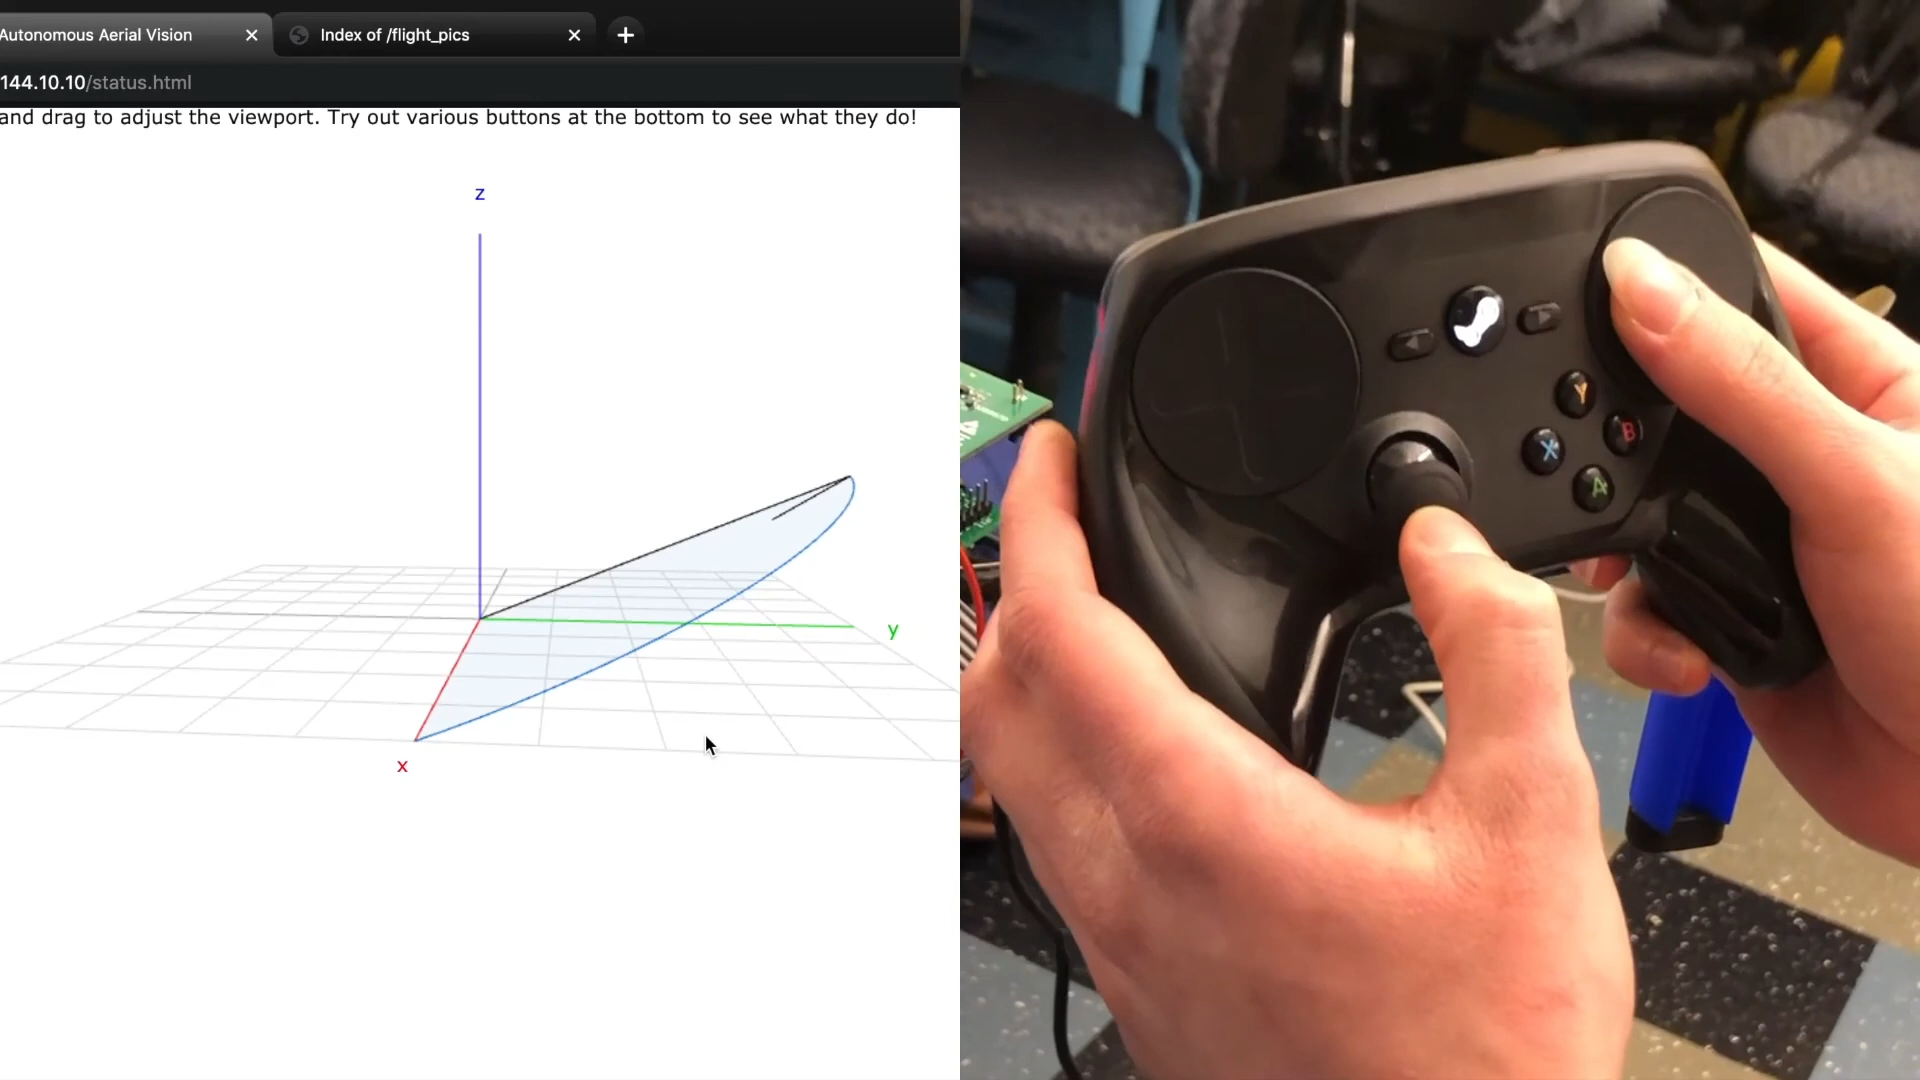 Autonomous Aerial Vision
Index of /flight_pics
144.10.10/status.html
and drag to adjust the viewport. Try out various buttons at the bottom to see what they do!
z
y
x
Y
B
X
A